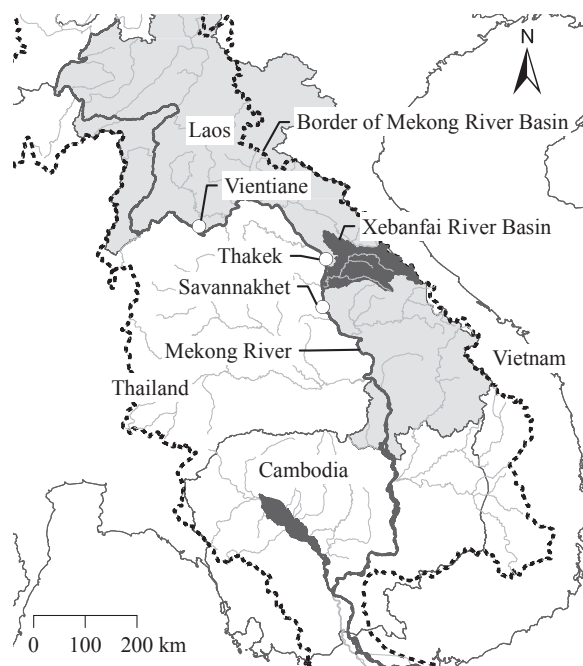 N
Laos
Border of Mekong River Basin
Vientiane
Xebanfai River Basin
Thakek
Savannakhet
Mekong River
Vietnam
Thailand
Cambodia
0 100 200 km